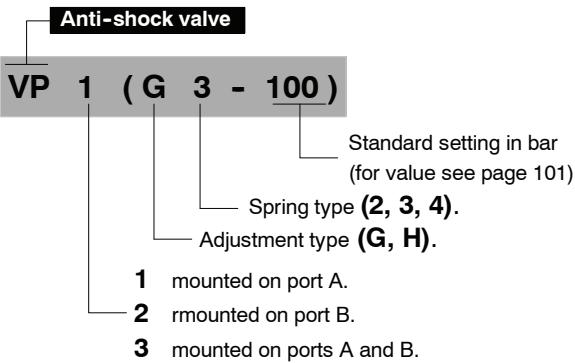 Anti-shock valve
VP 1 (G 3 - 100)
Standard setting in bar
(for value see page 101)
Spring type (2, 3, 4).
Adjustment type (G, H).
1 mounted on port A.
2 rmounted on port B.
3 mounted on ports A and B.